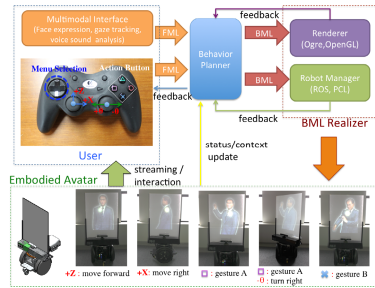 Multimodal Interface
(Face expression, gaze tracking,
voice sound analysis)
FML
FML
Behavior
Planner
feedback
BML
BML
Renderer
(Ogre,OpenGL)
Robot Manager
(ROS, PCL)
feedback
feedback
BML Realizer
Menu Selection
Action Button
+Z
User
status/context
update
streaming /
interaction
Embodied Avatar
+Z : move forward
+X : move right
: gesture A
: gesture A
-θ : turn right
: gesture B